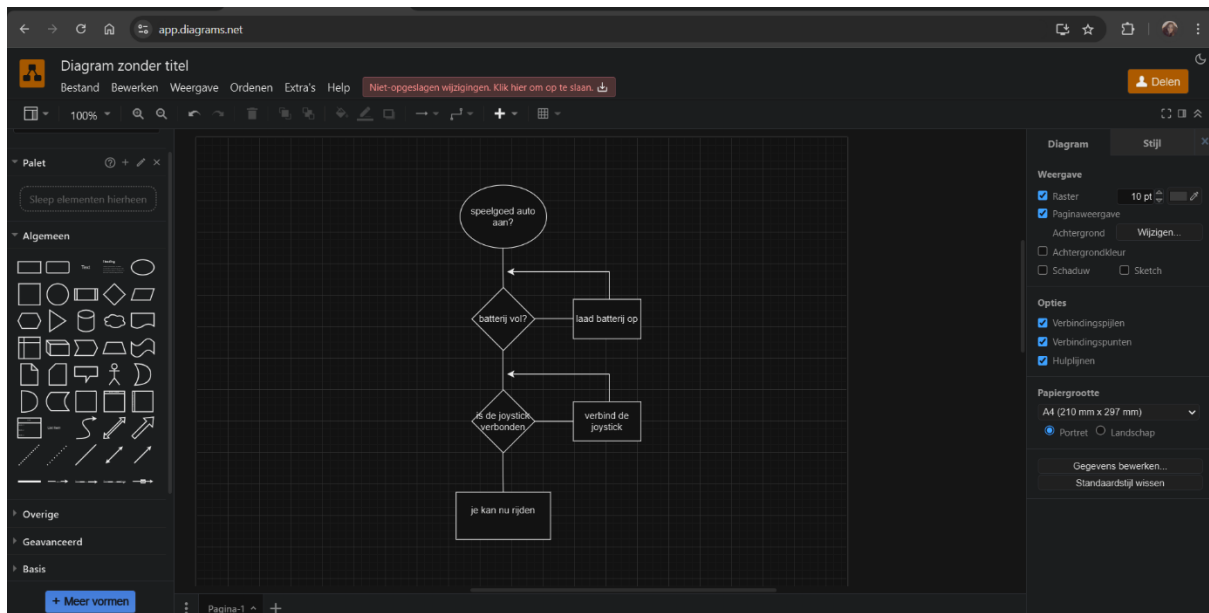 app.diagrams.net
Diagram zonder titel
Bestand Bewerken Weergave Ordenen Extra's Help Niet-opgeslagen wijzigingen. Klik hier om op te slaan.
Delen
100%
Palet
Sleep elementen hierheen
Algemeen
Text
Heading
Overige
Geavanceerd
Basis
+ Meer vormen
speelgoed auto
aan?
batterij vol?
laad batterij op
is de joystick
verbonden
verbind de
joystick
je kan nu rijden
Pagina-1
Diagram Stijl
Weergave
Raster 10 pt
Paginaweergave
Achtergrond Wijzigen...
Achtergrondkleur
Schaduw Sketch
Opties
Verbindingspijlen
Verbindingspunten
Hulplijnen
Papiergrootte
A4 (210 mm x 297 mm)
Portret Landschap
Gegevens bewerken...
Standaardstijl wissen